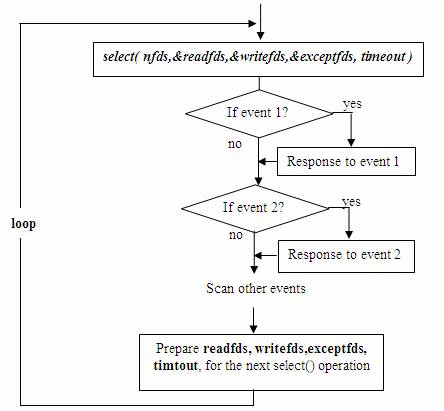 select( nfds,&readfds,&writefds,&exceptfds, timeout )
If event 1?
yes
no
Response to event 1
If event 2?
yes
loop
no
Response to event 2
Scan other events
Prepare readfds, writefds,exceptfds,
timtout, for the next select() operation